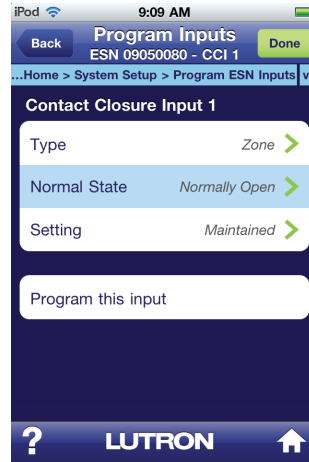 iPod 9:09 AM
Back Program Inputs Done
ESN 09050080 - CCI 1
...Home > System Setup > Program ESN Inputs v
Contact Closure Input 1
Type Zone
Normal State Normally Open
Setting Maintained
Program this input
? LUTRON